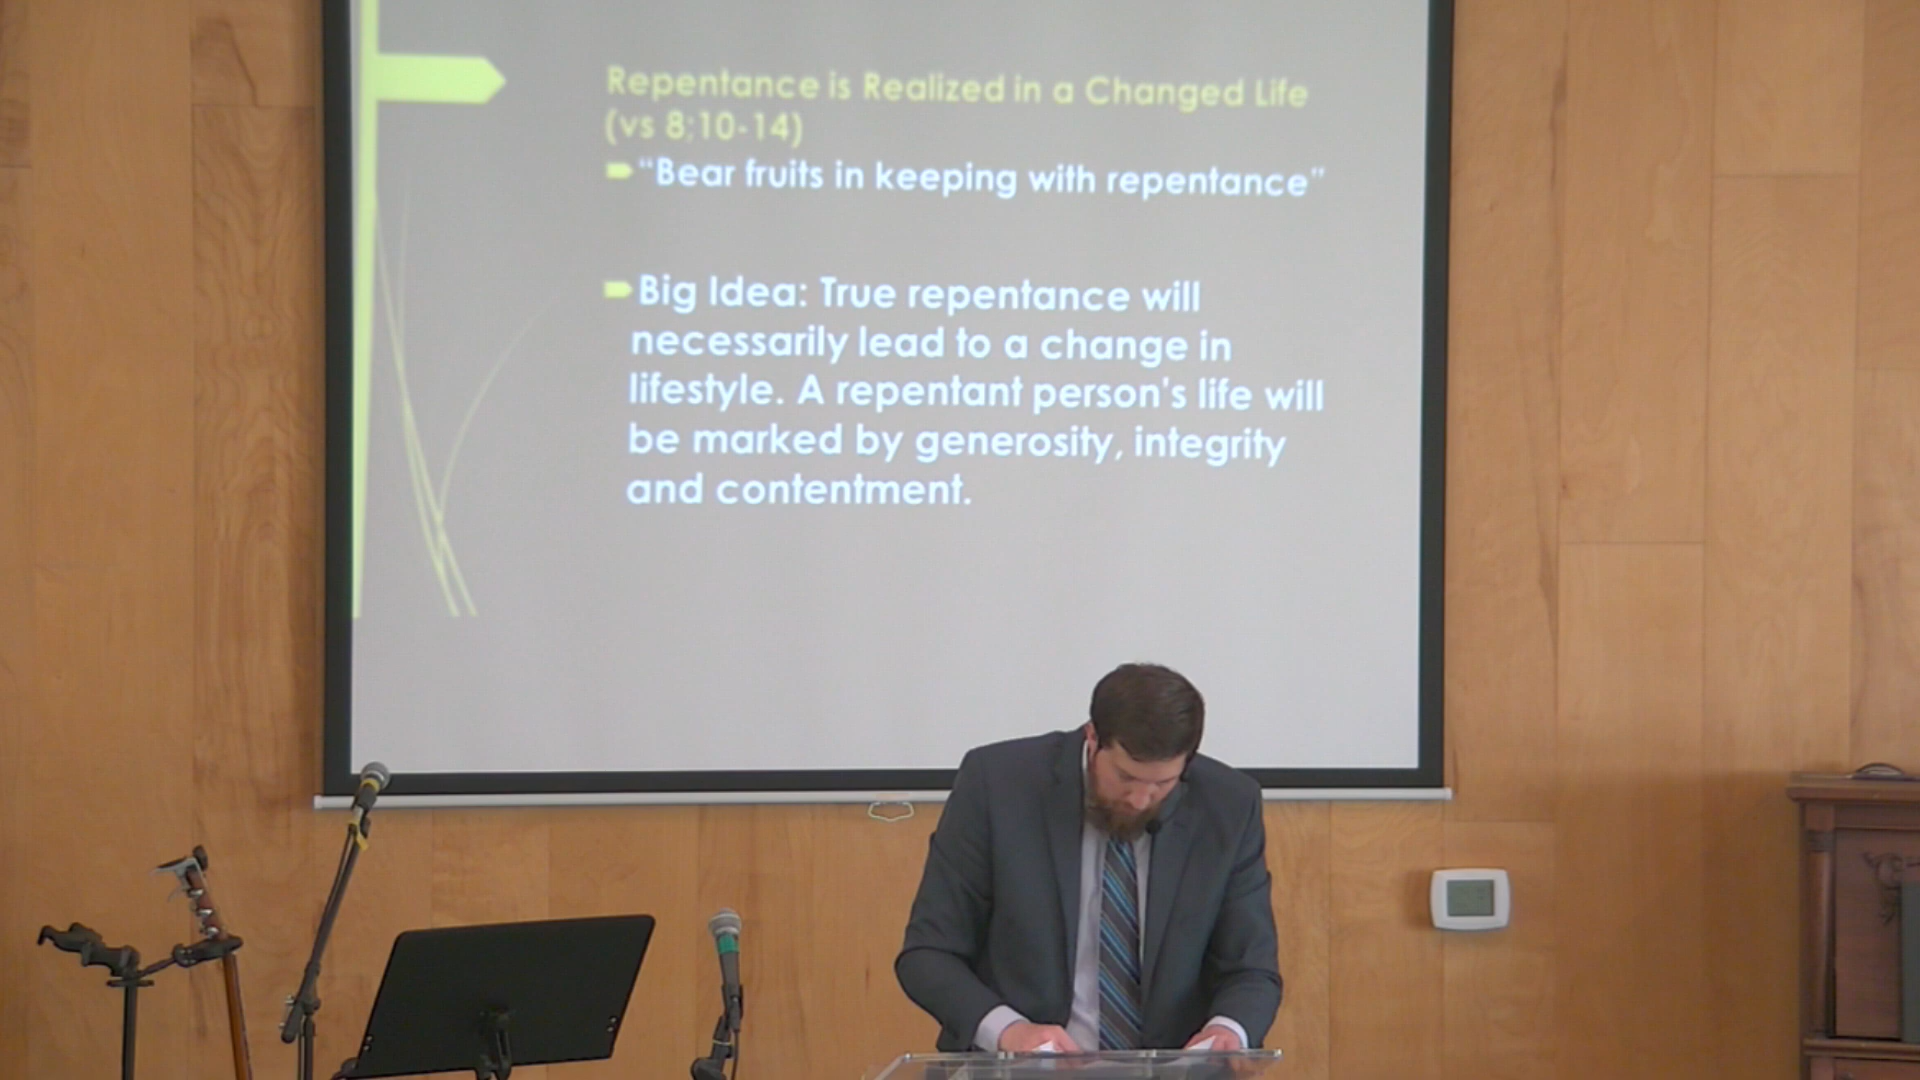 Repentance is Realized in a Changed Life
(vs 8;10-14)
"Bear fruits in keeping with repentance"
Big Idea: True repentance will
necessarily lead to a change in
lifestyle. A repentant person's life will
be marked by generosity, integrity
and contentment.